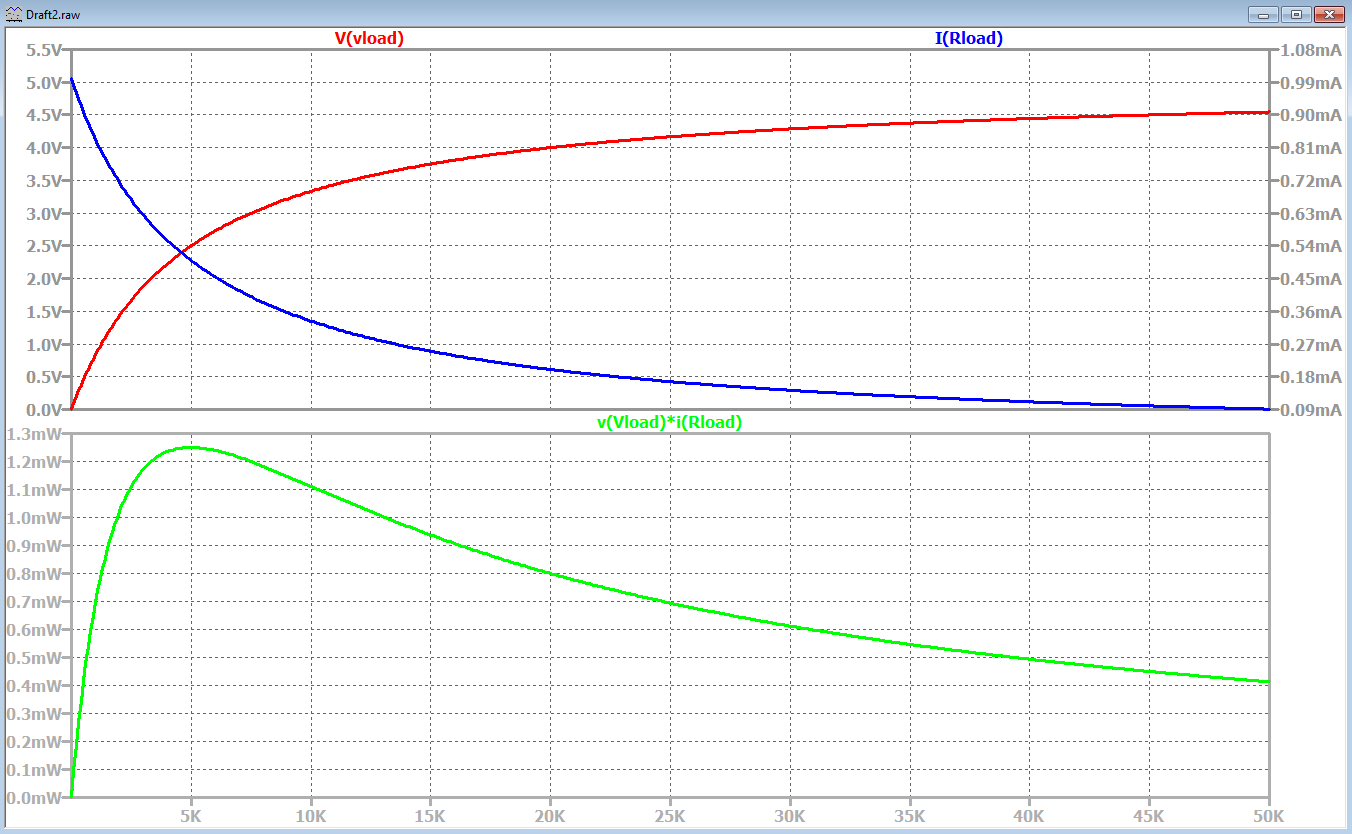 Draft2.raw
V(vload) I(Rload)
5.5V 1.08mA
5.0V 0.99mA
4.5V 0.90mA
4.0V 0.81mA
3.5V 0.72mA
3.0V 0.63mA
2.5V 0.54mA
2.0V 0.45mA
1.5V 0.36mA
1.0V 0.27mA
0.5V 0.18mA
0.0V 0.09mA
v(Vload)*i(Rload)
1.3mW
1.2mW
1.1mW
1.0mW
0.9mW
0.8mW
0.7mW
0.6mW
0.5mW
0.4mW
0.3mW
0.2mW
0.1mW
0.0mW
5K 10K 15K 20K 25K 30K 35K 40K 45K 50K